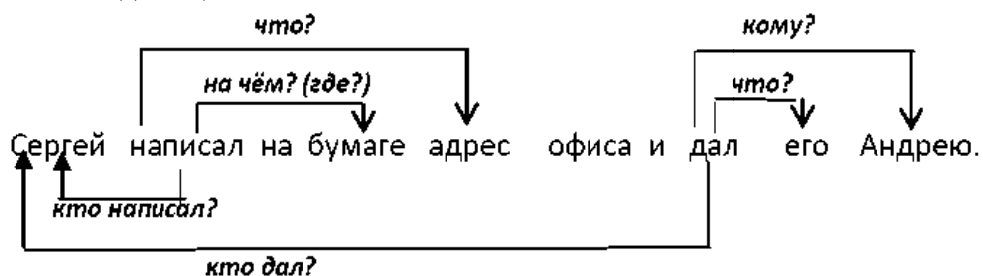 что?
кому?
на чём? (где?)
что?
Сергей написал на бумаге адрес офиса и дал его Андрею.
кто написал?
кто дал?